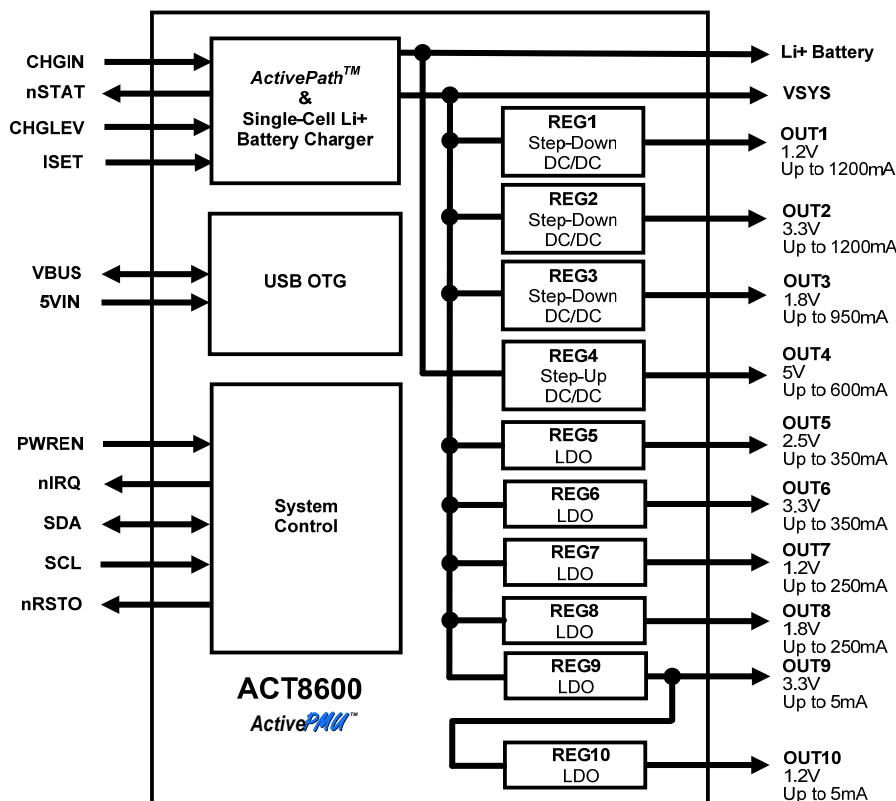 CHGIN
nSTAT
CHGLEV
ISET
ActivePath™
&
Single-Cell Li+
Battery Charger
Li+ Battery
VSYS
REG1
Step-Down
DC/DC
OUT1
1.2V
Up to 1200mA
REG2
Step-Down
DC/DC
OUT2
3.3V
Up to 1200mA
VBUS
5VIN
USB OTG
REG3
Step-Down
DC/DC
OUT3
1.8V
Up to 950mA
REG4
Step-Up
DC/DC
OUT4
5V
Up to 600mA
PWREN
nIRQ
SDA
SCL
nRSTO
System
Control
REG5
LDO
OUT5
2.5V
Up to 350mA
REG6
LDO
OUT6
3.3V
Up to 350mA
REG7
LDO
OUT7
1.2V
Up to 250mA
REG8
LDO
OUT8
1.8V
Up to 250mA
REG9
LDO
OUT9
3.3V
Up to 5mA
ACT8600
ActivePMU™
REG10
LDO
OUT10
1.2V
Up to 5mA